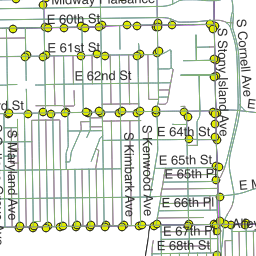 Midway Plaisance
E 60th St
E 61st St
E 62nd St
E 64th St
E 65th St
E 65th Pl
E 66th Pl
E 67th Pl
E 68th St
S Maryland Ave
S Kimbark Ave
S Kenwood Ave
S Stony Island Ave
S Cornell Ave